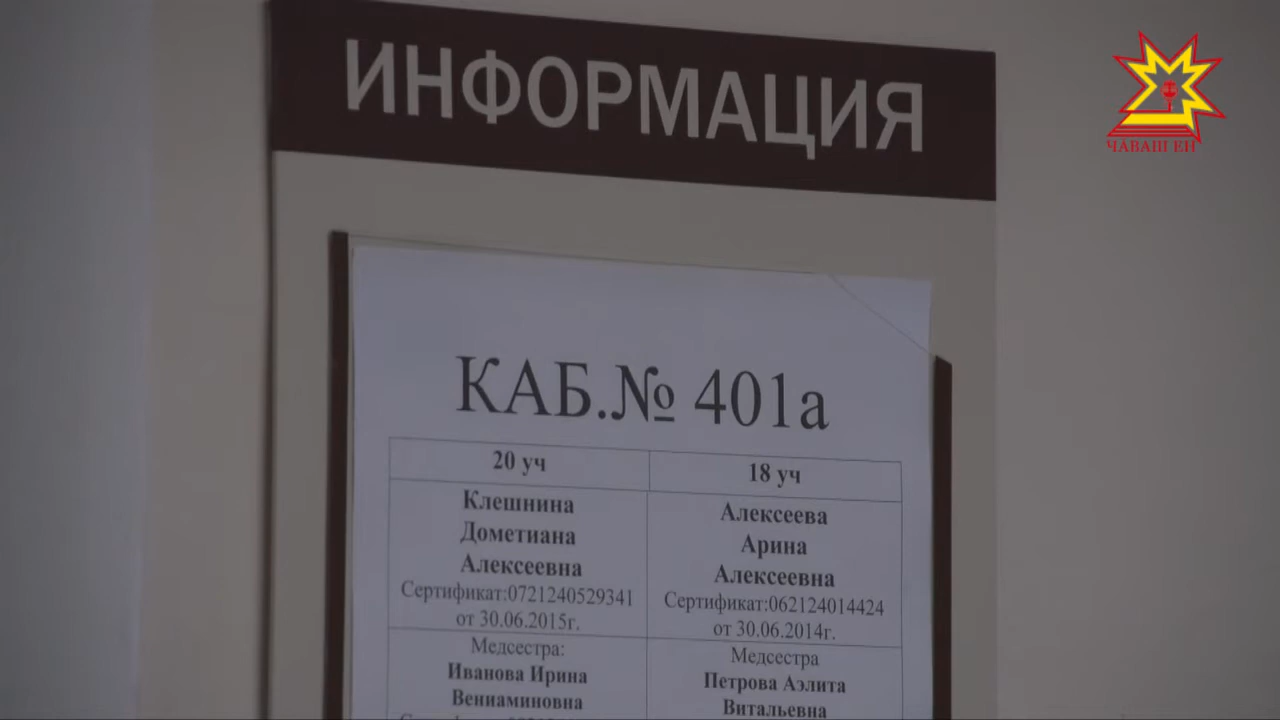 ИНФОРМАЦИЯ
ЧАВАШ ЕН
КАБ.№ 401а
20 уч
18 уч
Клешнина
Дометиана
Алексеевна
Сертификат:0721240529341
от 30.06.2015г.
Алексеева
Арина
Алексеевна
Сертификат:062124014424
от 30.06.2014г.
Медсестра:
Иванова Ирина
Вениаминовна
Медсестра
Петрова Аэлита
Витальевна